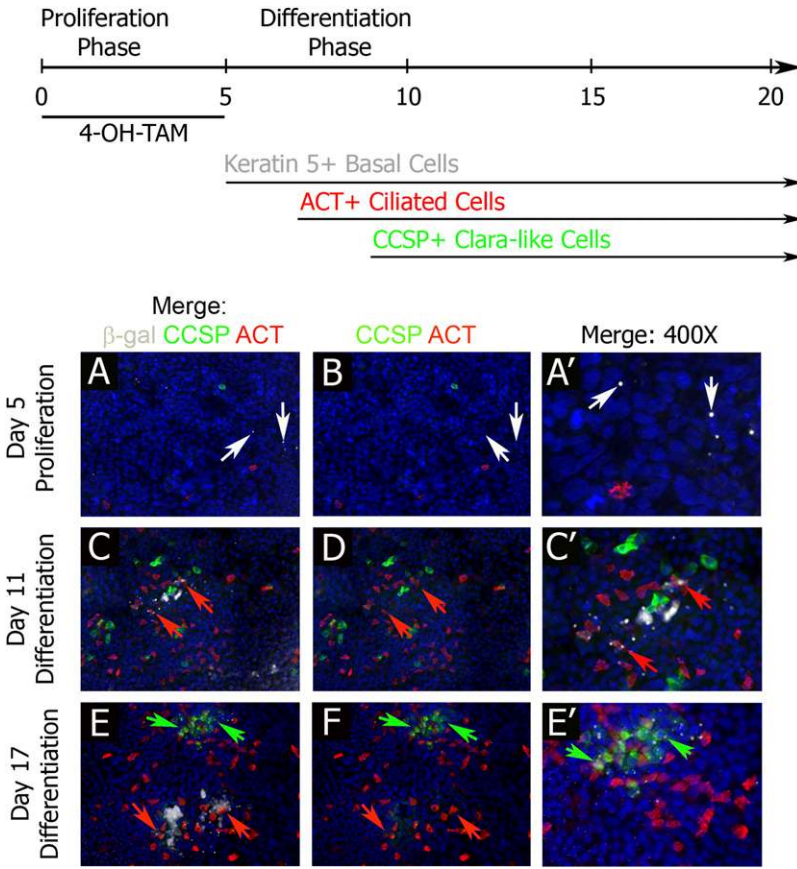 Proliferation Phase
Differentiation Phase
0 5 10 15 20
4-OH-TAM
Keratin 5+ Basal Cells
ACT+ Ciliated Cells
CCSP+ Clara-like Cells
Merge:
β-gal CCSP ACT
CCSP ACT
Merge: 400X
Day 5
Proliferation
A
B
A′
Day 11
Differentiation
C
D
C′
Day 17
Differentiation
E
F
E′